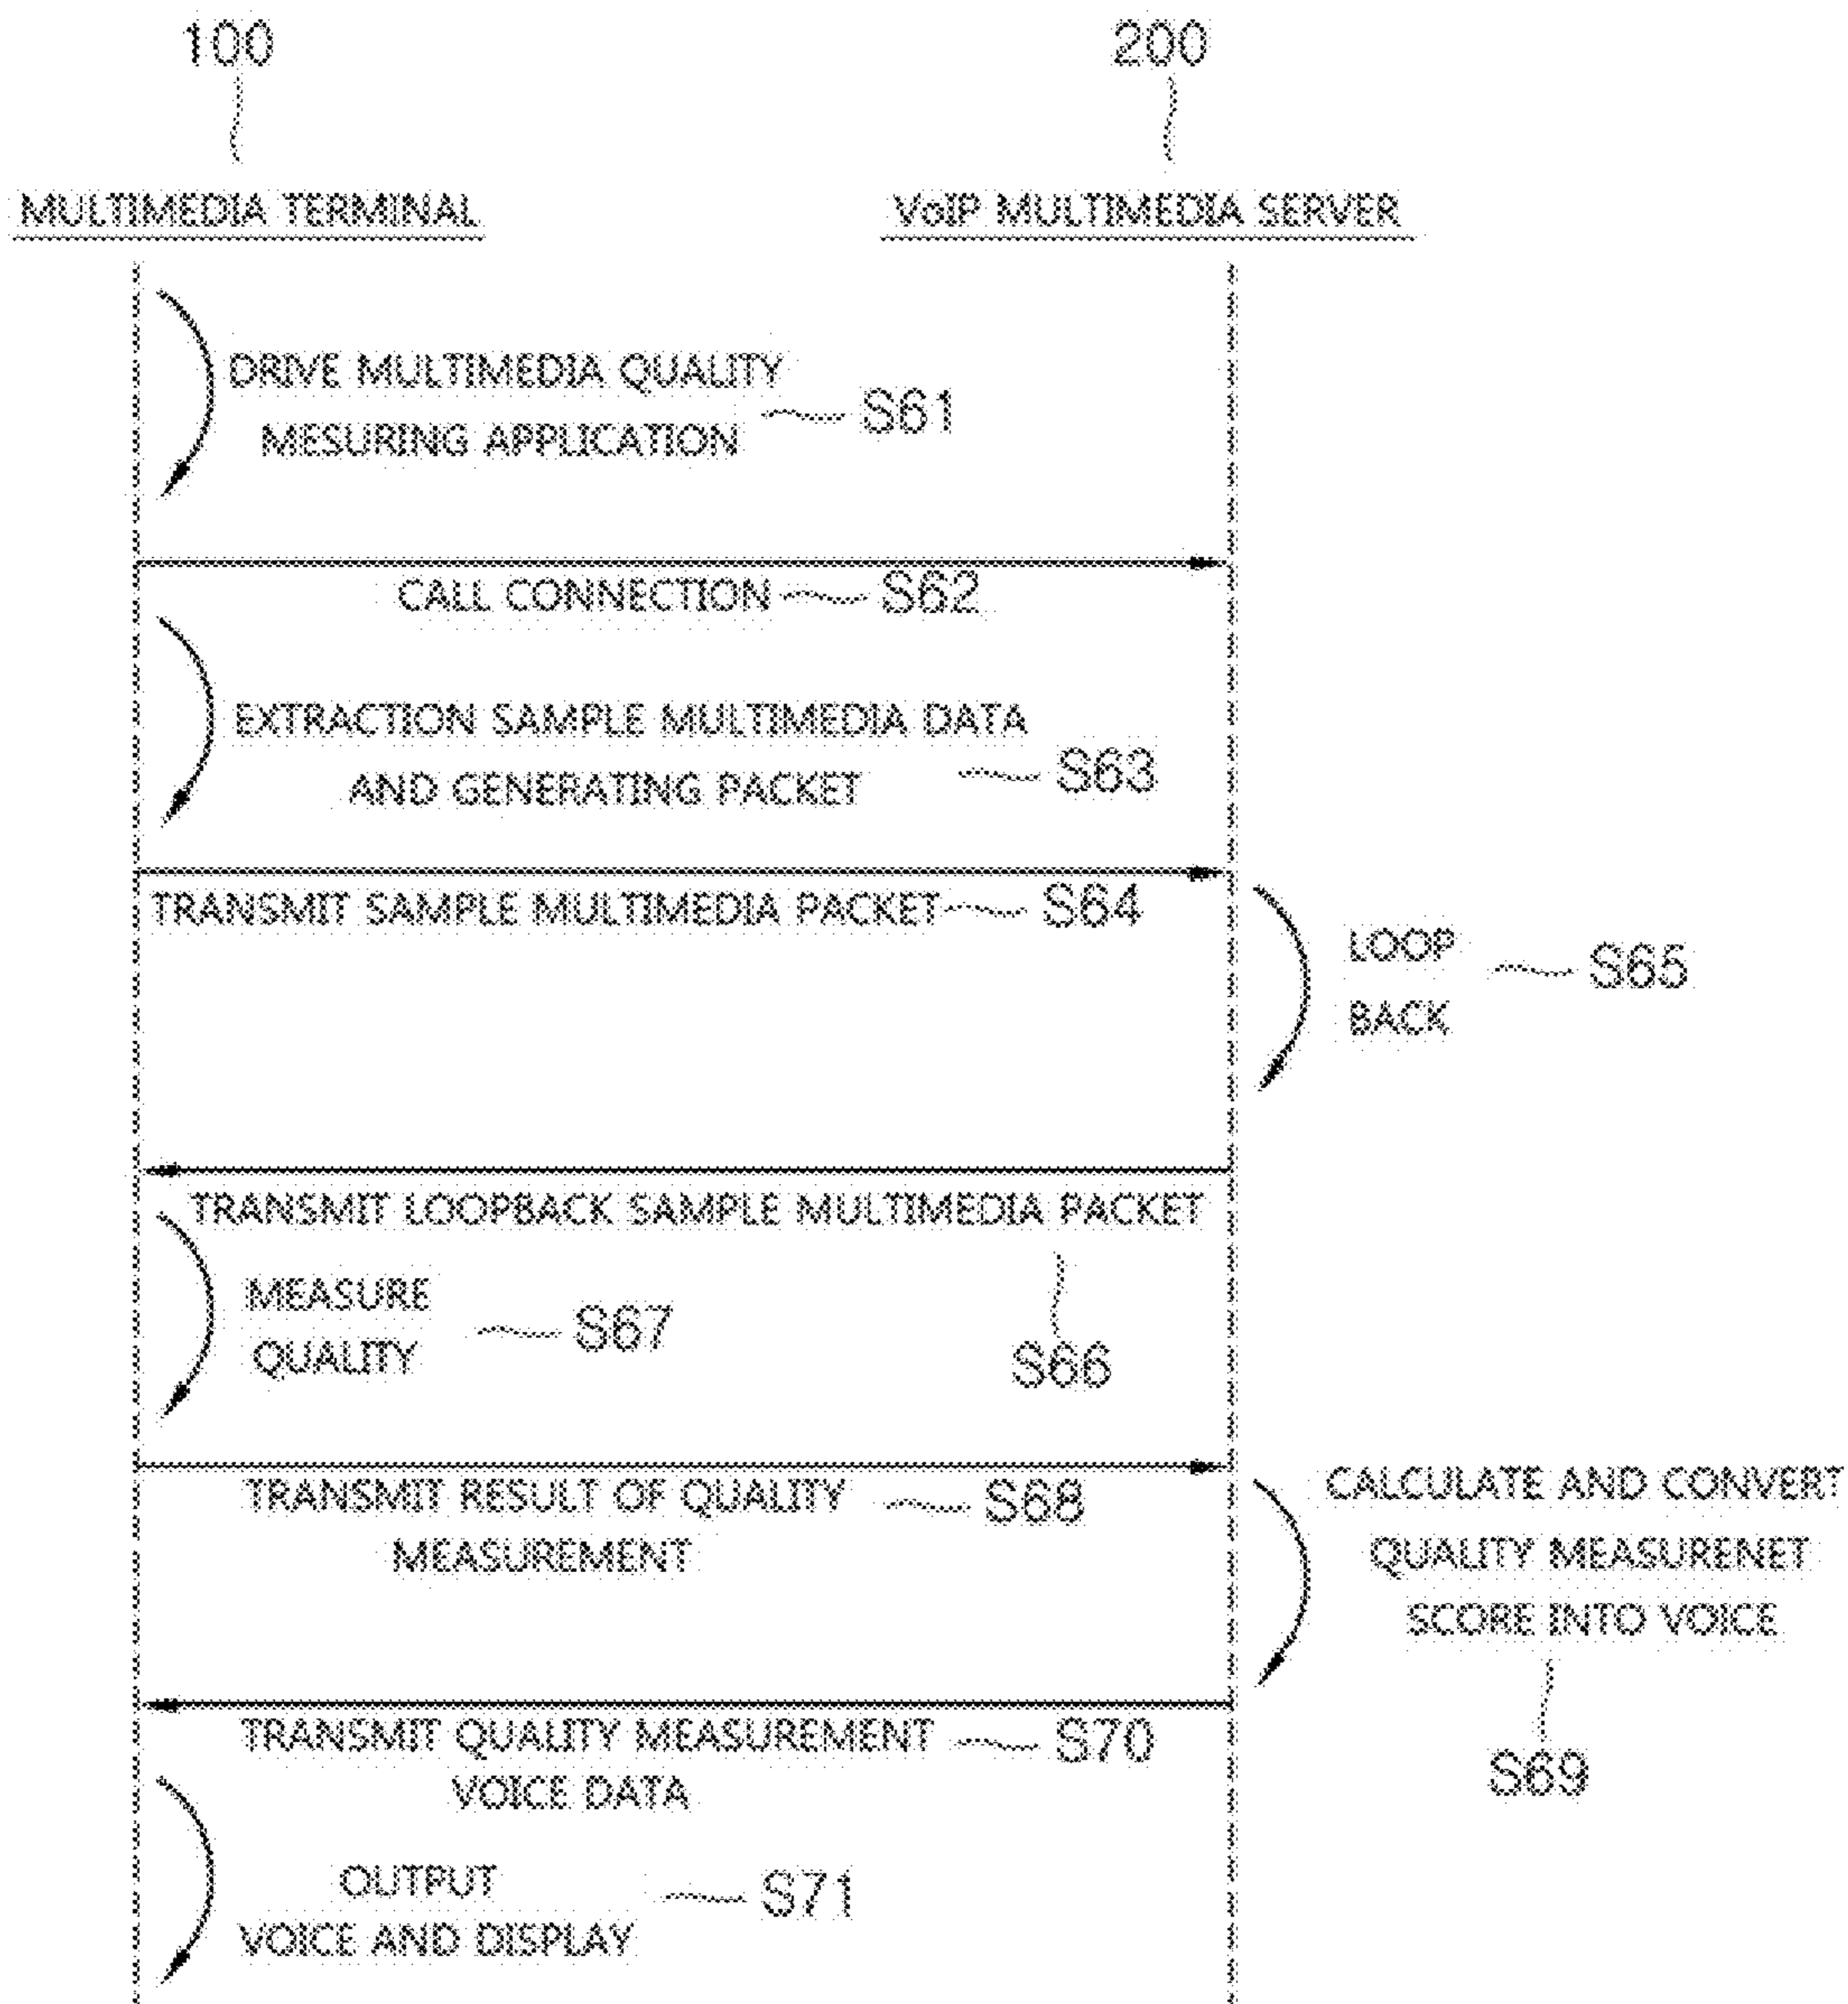 100
200
MULTIMEDIA TERMINAL
VoIP MULTIMEDIA SERVER
DRIVE MULTIMEDIA QUALITY
MESURING APPLICATION
S61
CALL CONNECTION
S62
EXTRACTION SAMPLE MULTIMEDIA DATA
AND GENERATING PACKET
S63
TRANSMIT SAMPLE MULTIMEDIA PACKET
S64
LOOP
BACK
S65
TRANSMIT LOOPBACK SAMPLE MULTIMEDIA PACKET
S66
MEASURE
QUALITY
S67
TRANSMIT RESULT OF QUALITY
MEASUREMENT
S68
CALCULATE AND CONVERT
QUALITY MEASURENET
SCORE INTO VOICE
S69
TRANSMIT QUALITY MEASUREMENT
VOICE DATA
S70
OUTPUT
VOICE AND DISPLAY
S71